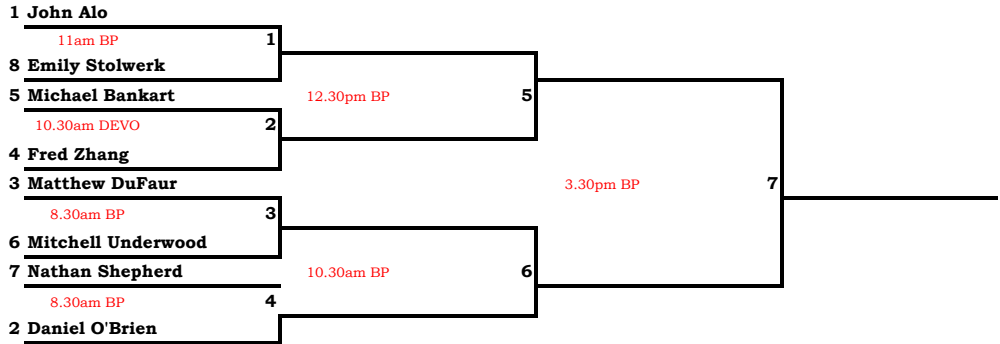 1 John Alo
11am BP 1
8 Emily Stolwerk
5 Michael Bankart
12.30pm BP 5
10.30am DEVO 2
4 Fred Zhang
3 Matthew DuFaur
3.30pm BP 7
8.30am BP 3
6 Mitchell Underwood
7 Nathan Shepherd
10.30am BP 6
8.30am BP 4
2 Daniel O'Brien